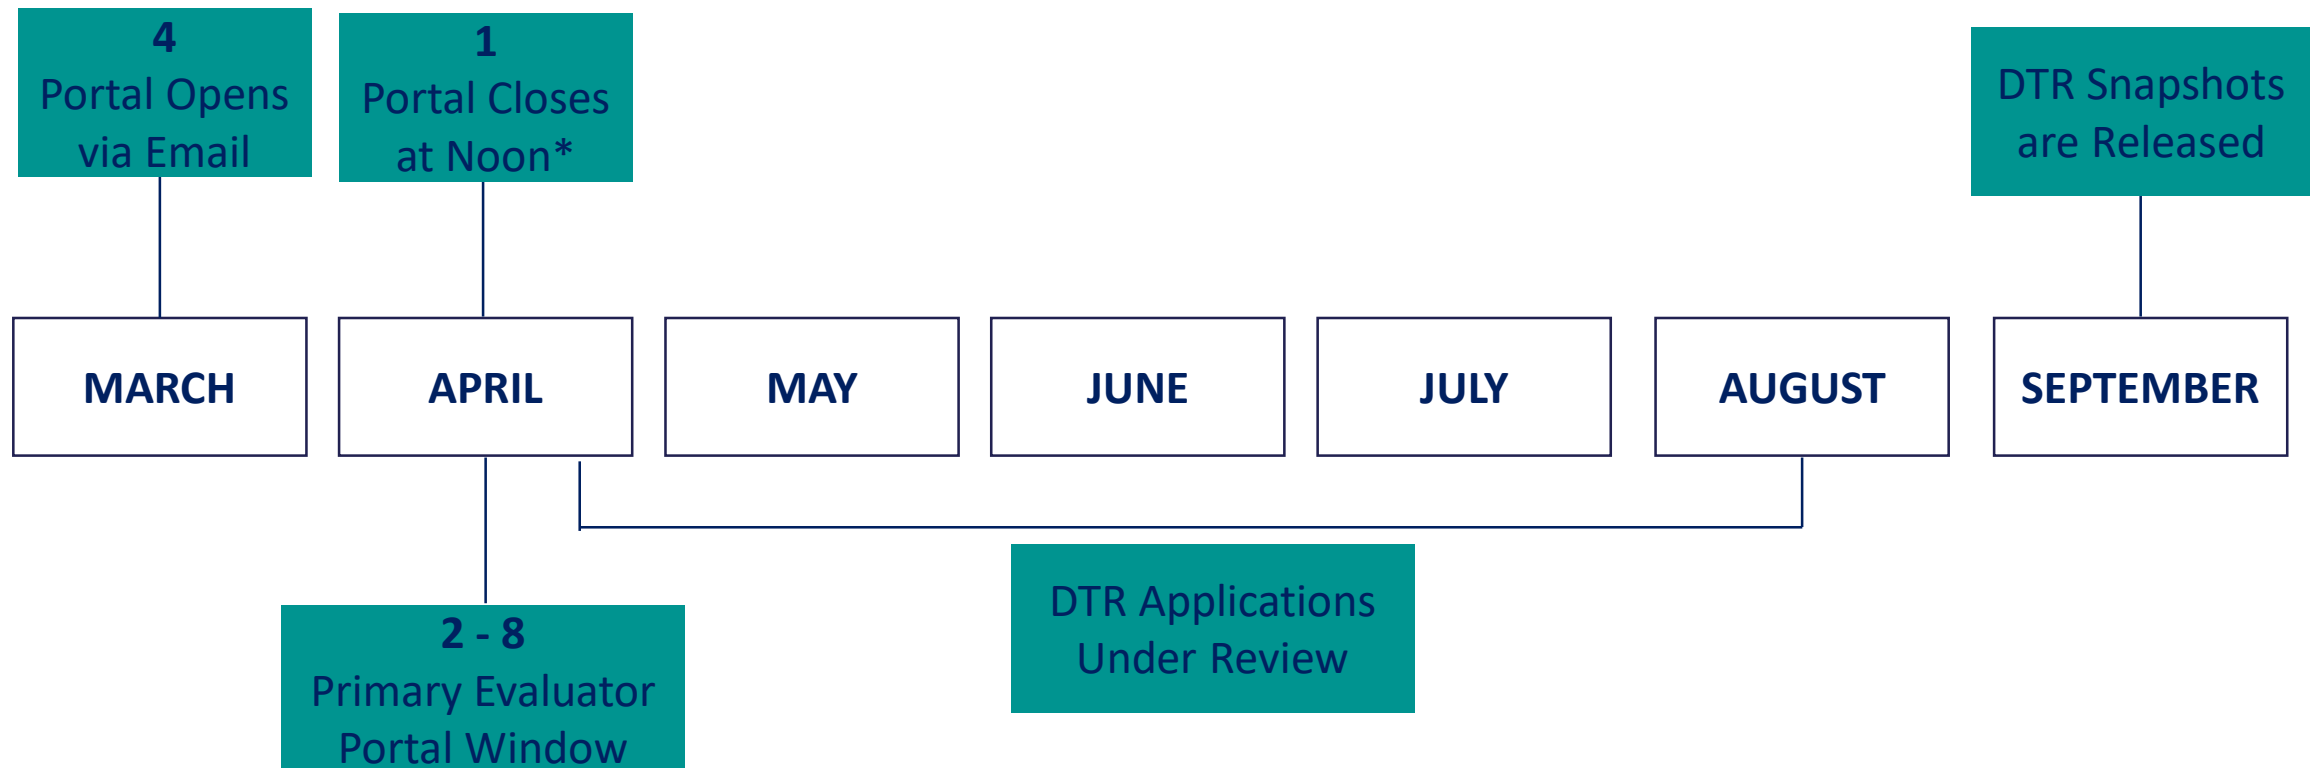 4
Portal Opens
via Email
1
Portal Closes
at Noon*
DTR Snapshots
are Released
MARCH
APRIL
MAY
JUNE
JULY
AUGUST
SEPTEMBER
2 - 8
Primary Evaluator
Portal Window
DTR Applications
Under Review